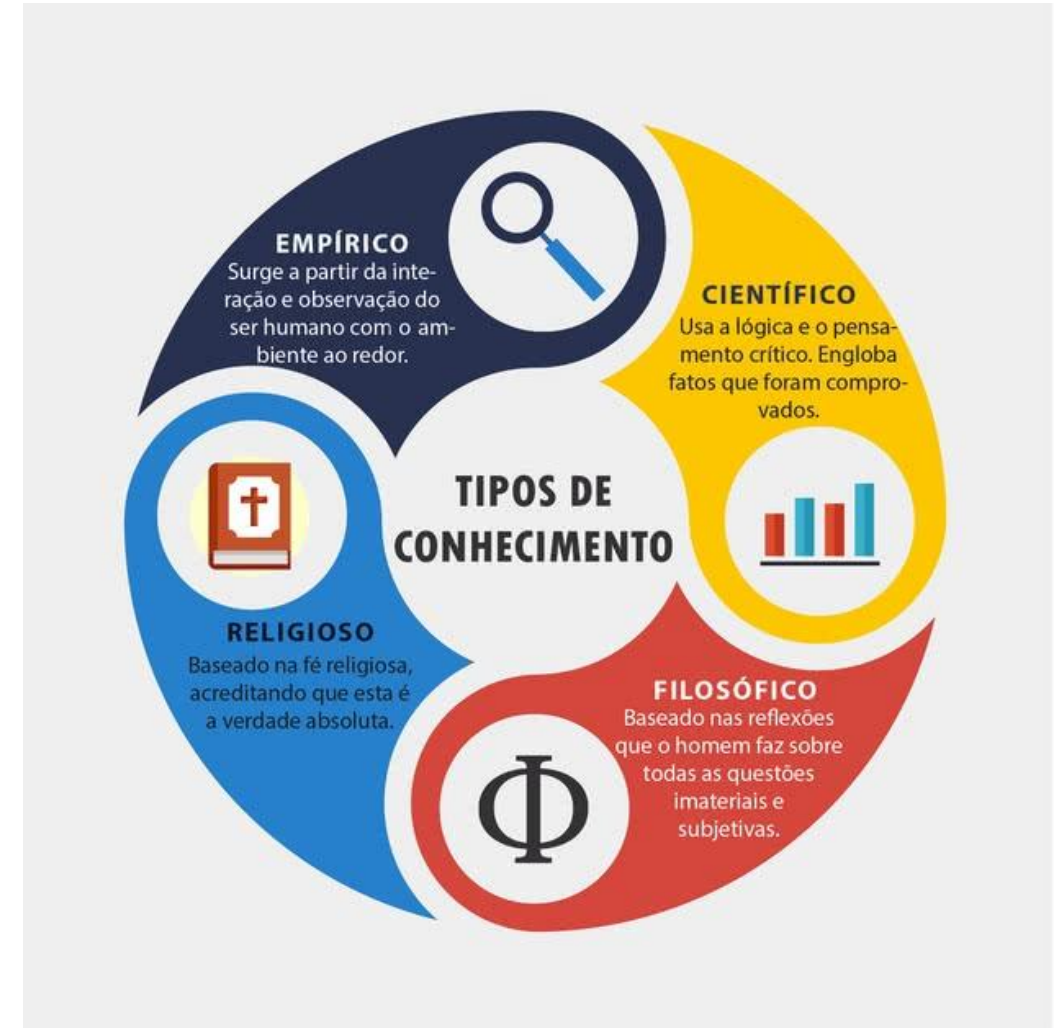 EMPÍRICO
Surge a partir da inte-
ração e observação do
ser humano com o am-
biente ao redor.
CIENTÍFICO
Usa a lógica e o pensa-
mento crítico. Engloba
fatos que foram compro-
vados.
TIPOS DE
CONHECIMENTO
RELIGIOSO
Baseado na fé religiosa,
acreditando que esta é
a verdade absoluta.
FILOSÓFICO
Baseado nas reflexões
que o homem faz sobre
todas as questões
imateriais e
subjetivas.
Φ